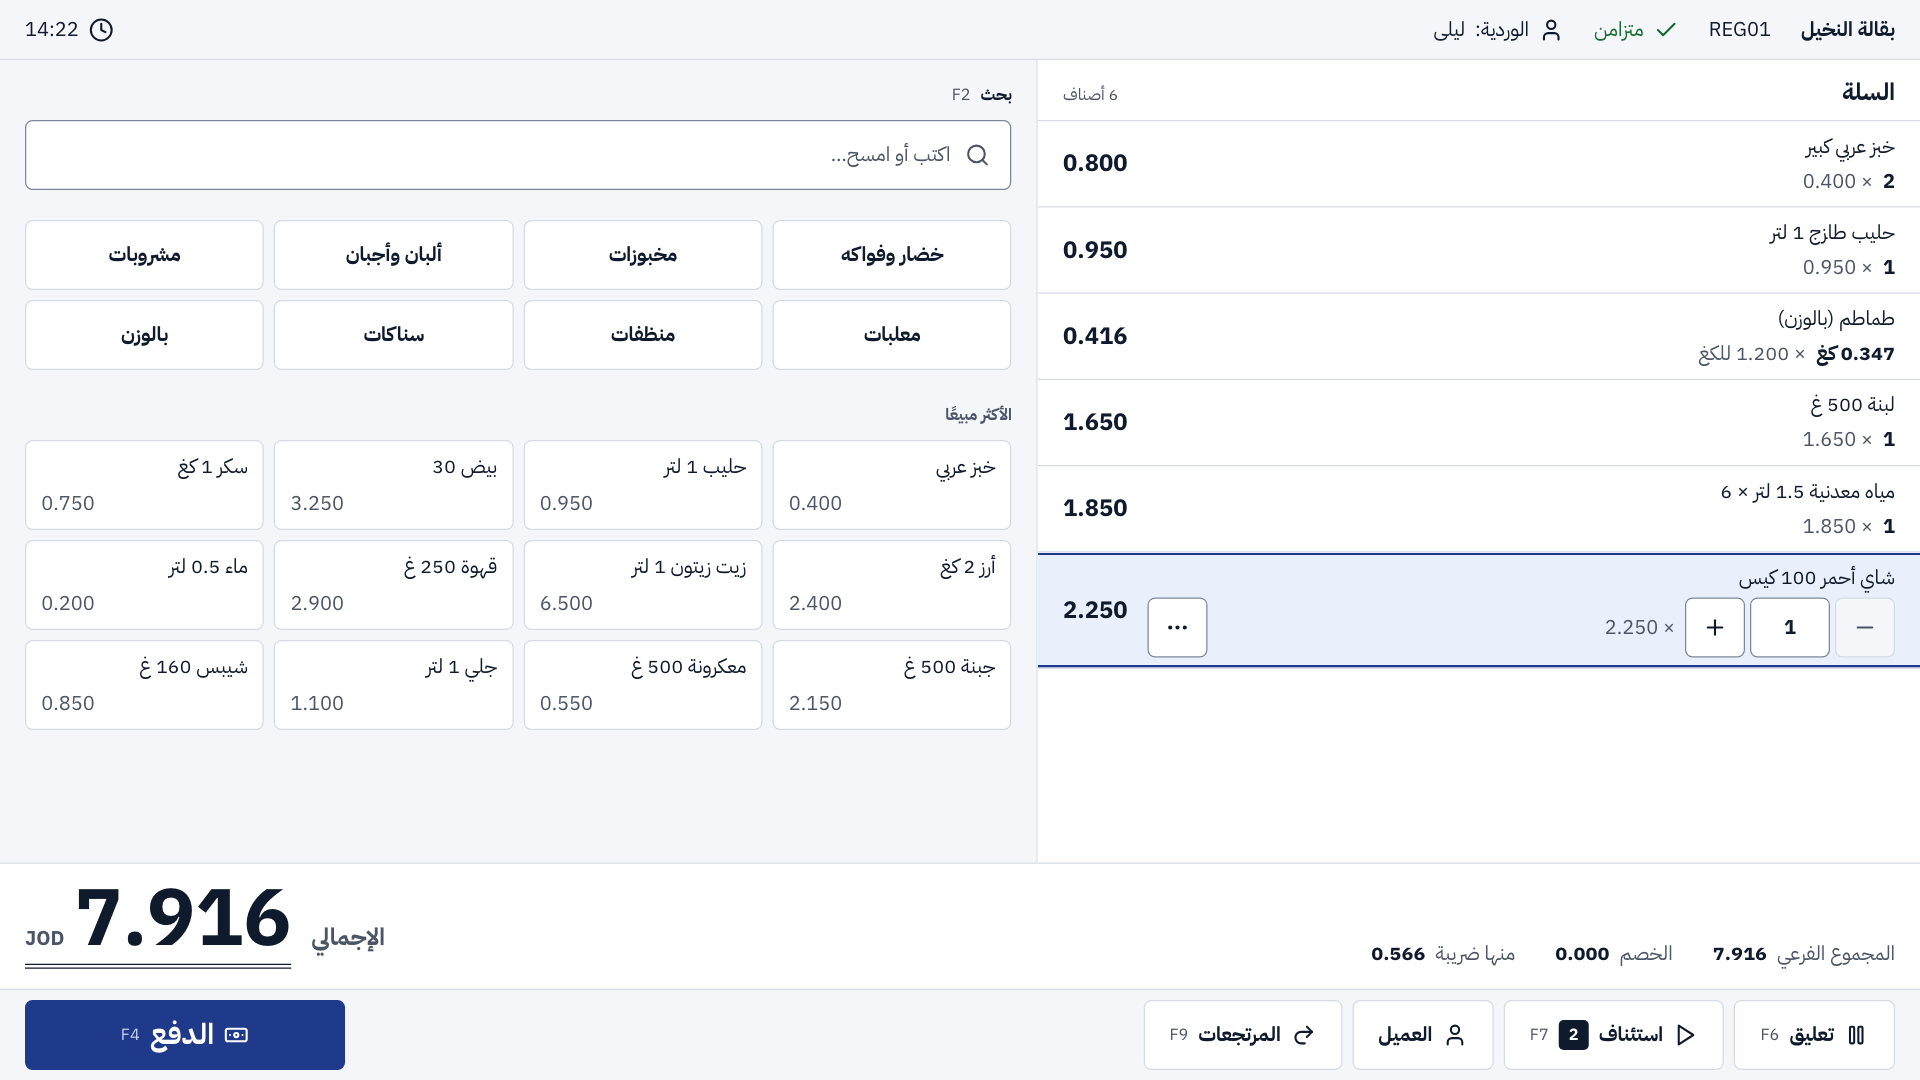 بقالة النخيل
REG01
متزامن
الوردية: ليلى
14:22
السلة
6 أصناف
خبز عربي كبير
2 × 0.400
0.800
حليب طازج 1 لتر
1 × 0.950
0.950
طماطم (بالوزن)
0.347 كغ × 1.200 للكغ
0.416
لبنة 500 غ
1 × 1.650
1.650
مياه معدنية 1.5 لتر × 6
1 × 1.850
1.850
شاي أحمر 100 كيس
− 1 + × 2.250
...
2.250
بحث F2
اكتب أو امسح...
خضار وفواكه
مخبوزات
ألبان وأجبان
مشروبات
معلبات
منظفات
سناكات
بالوزن
الأكثر مبيعًا
خبز عربي
0.400
حليب 1 لتر
0.950
بيض 30
3.250
سكر 1 كغ
0.750
أرز 2 كغ
2.400
زيت زيتون 1 لتر
6.500
قهوة 250 غ
2.900
ماء 0.5 لتر
0.200
جبنة 500 غ
2.150
معكرونة 500 غ
0.550
جلي 1 لتر
1.100
شيبس 160 غ
0.850
المجموع الفرعي 7.916
الخصم 0.000
منها ضريبة 0.566
الإجمالي 7.916 JOD
تعليق F6
استئناف 2 F7
العميل
المرتجعات F9
الدفع F4